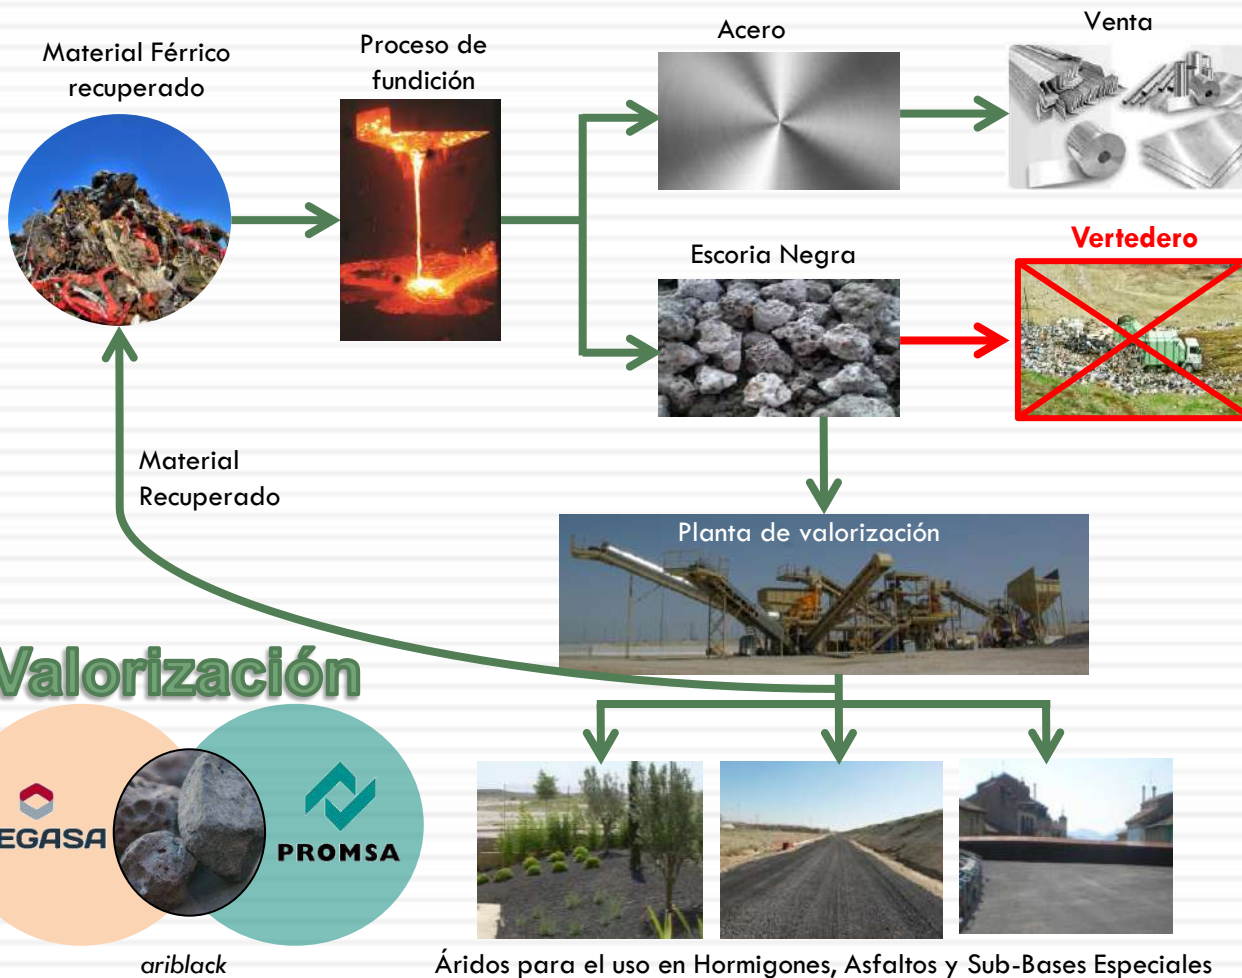 Material Férrico
recuperado
Proceso de
fundición
Acero
Venta
Escoria Negra
Vertedero
Material
Recuperado
Planta de valorización
Valorización
EGASA
PROMSA
ariblack
Áridos para el uso en Hormigones, Asfaltos y Sub-Bases Especiales